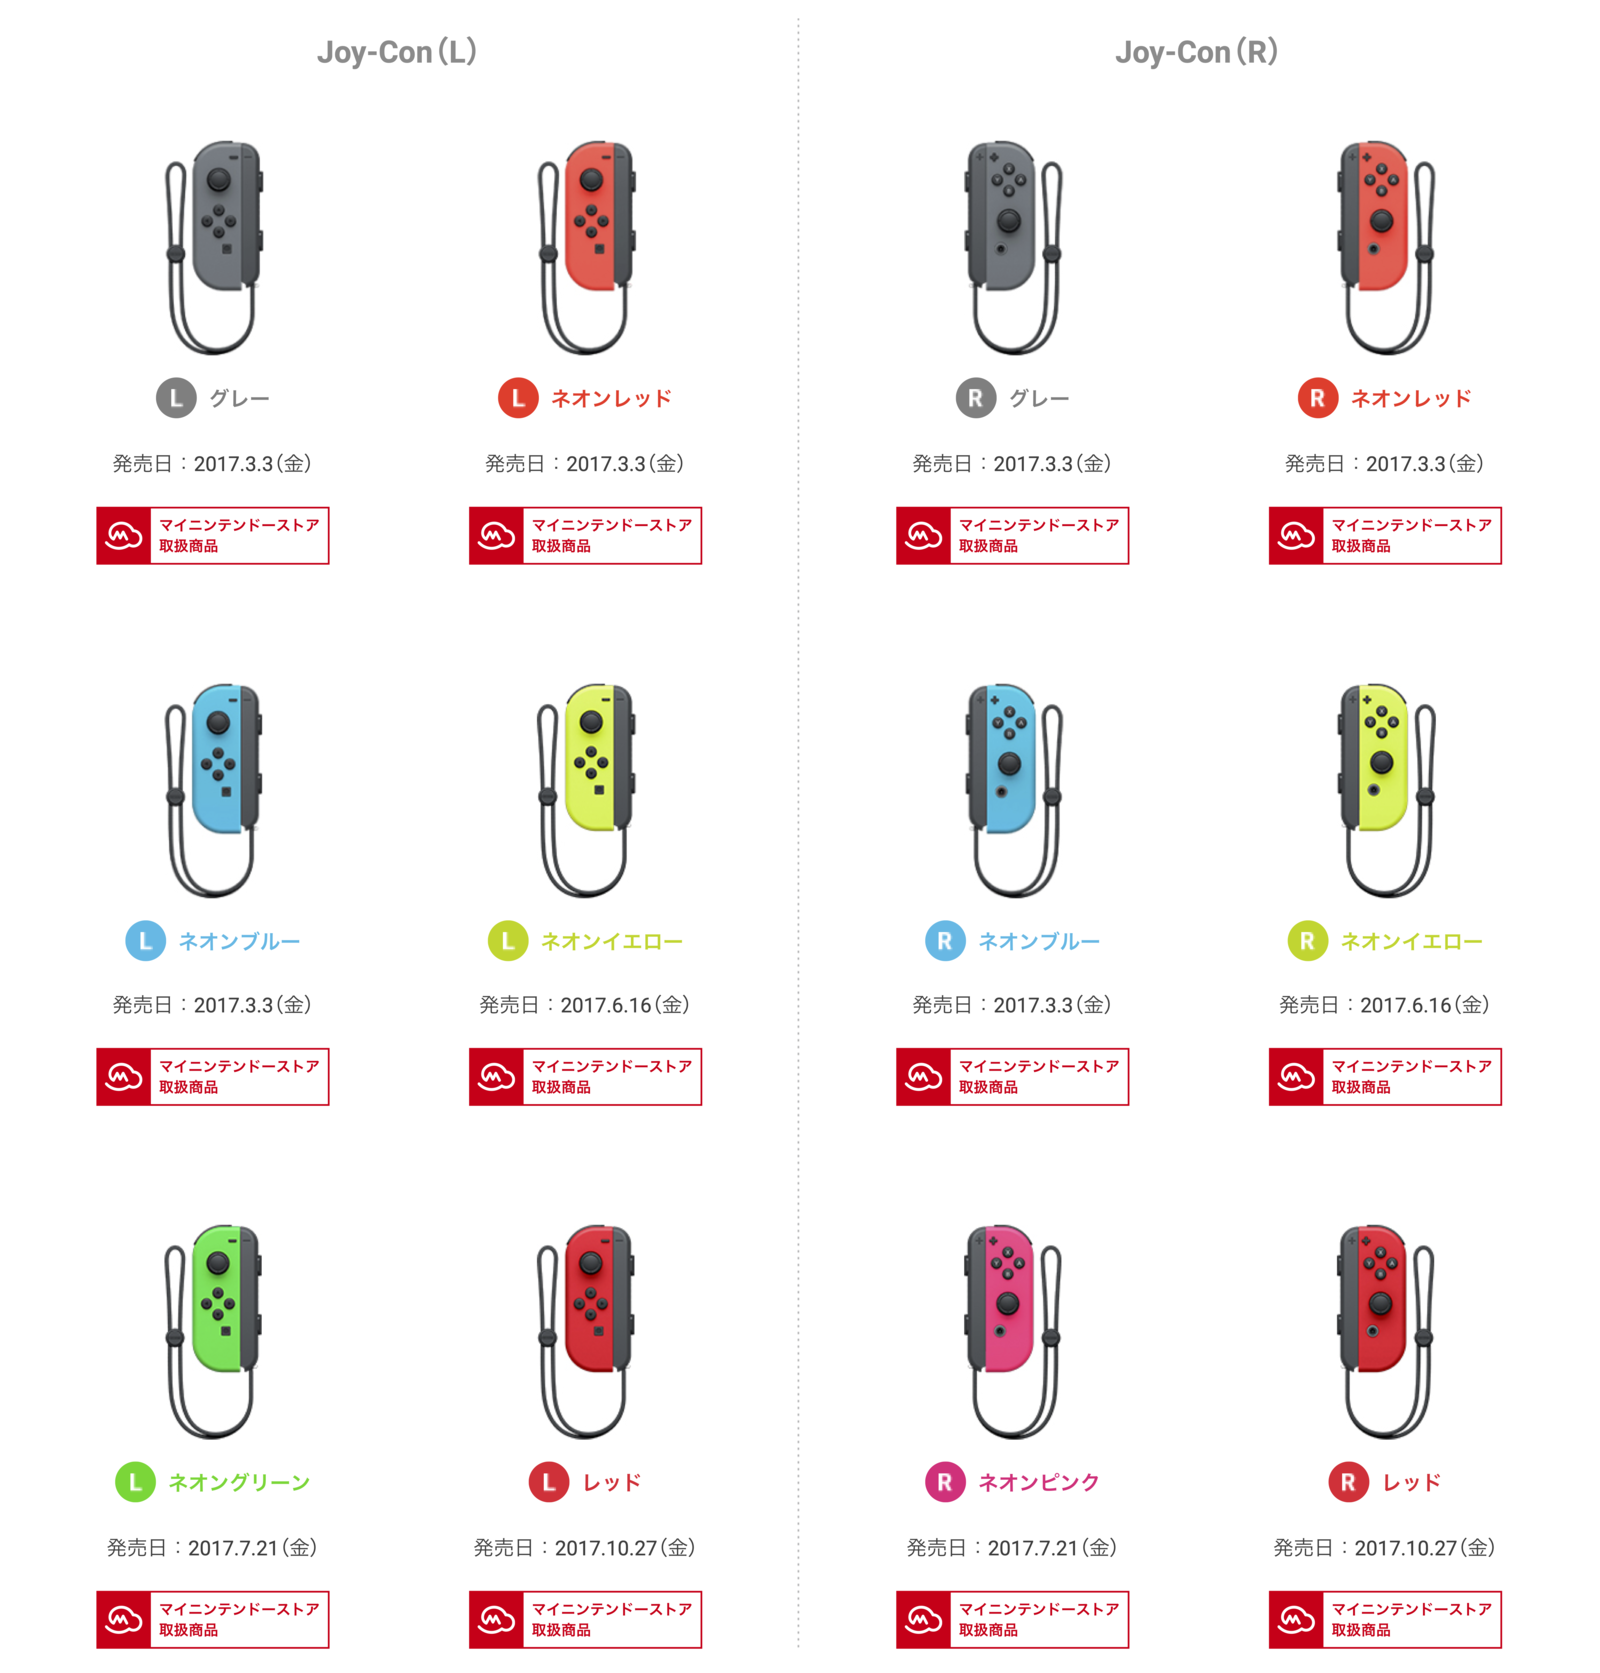 Joy-Con（L）
L グレー
発売日：2017.3.3（金）
マイニンテンドーストア
取扱商品
L ネオンレッド
発売日：2017.3.3（金）
マイニンテンドーストア
取扱商品
L ネオンブルー
発売日：2017.3.3（金）
マイニンテンドーストア
取扱商品
L ネオンイエロー
発売日：2017.6.16（金）
マイニンテンドーストア
取扱商品
L ネオングリーン
発売日：2017.7.21（金）
マイニンテンドーストア
取扱商品
L レッド
発売日：2017.10.27（金）
マイニンテンドーストア
取扱商品
Joy-Con（R）
R グレー
発売日：2017.3.3（金）
マイニンテンドーストア
取扱商品
R ネオンレッド
発売日：2017.3.3（金）
マイニンテンドーストア
取扱商品
R ネオンブルー
発売日：2017.3.3（金）
マイニンテンドーストア
取扱商品
R ネオンイエロー
発売日：2017.6.16（金）
マイニンテンドーストア
取扱商品
R ネオンピンク
発売日：2017.7.21（金）
マイニンテンドーストア
取扱商品
R レッド
発売日：2017.10.27（金）
マイニンテンドーストア
取扱商品